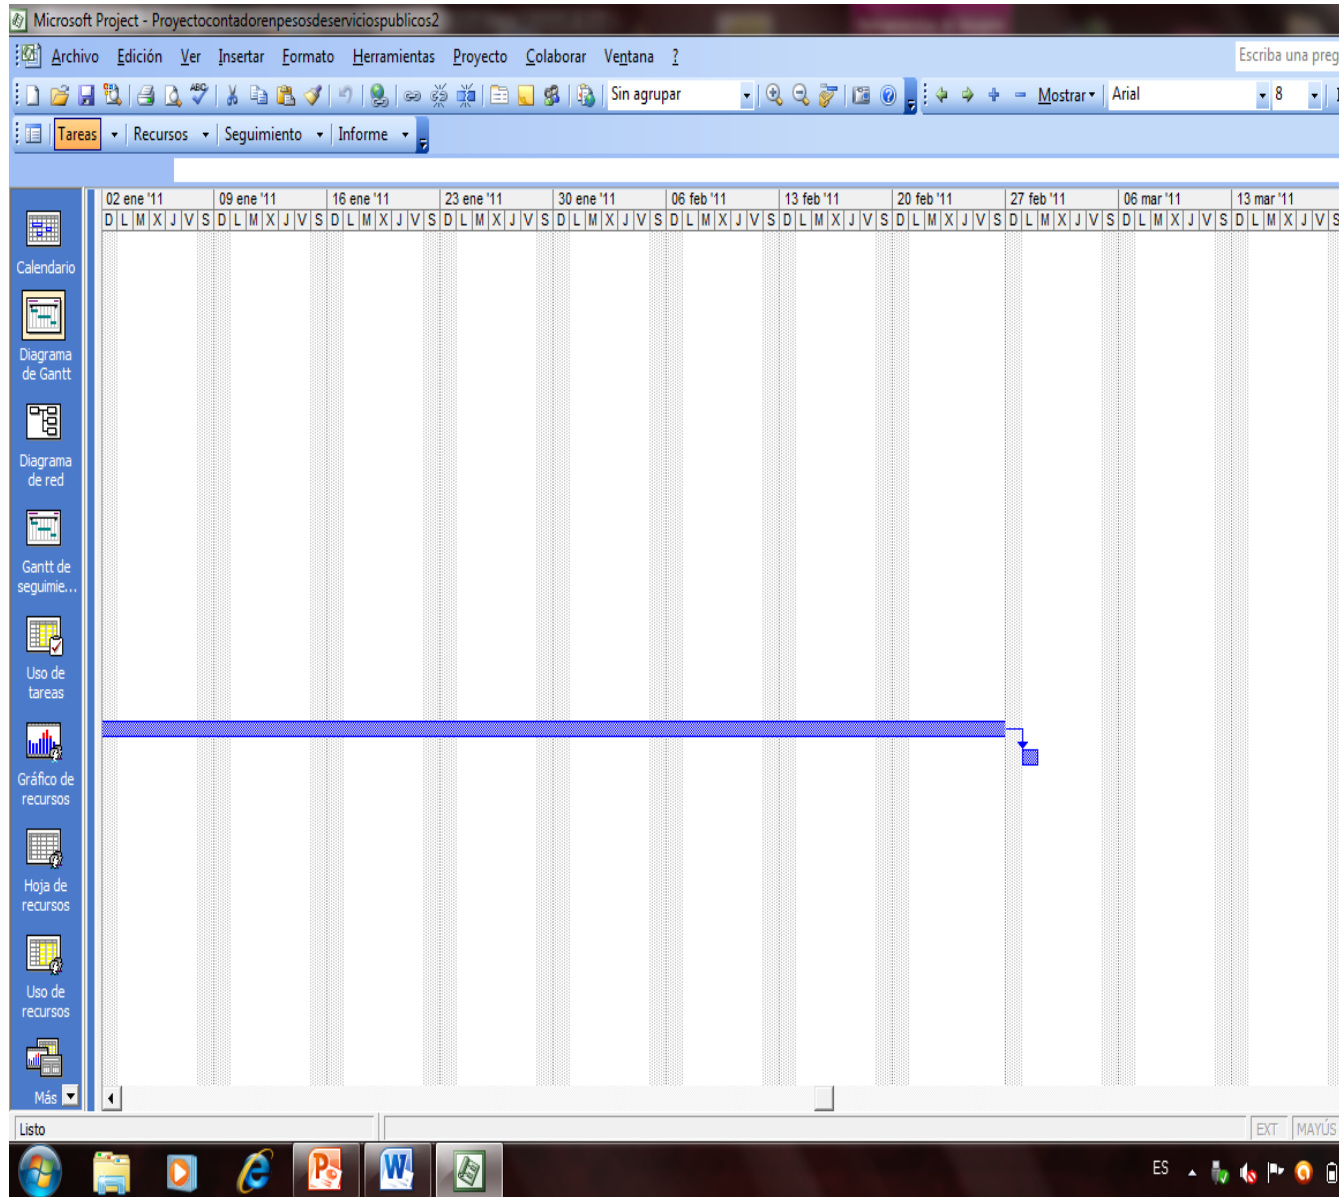 Microsoft Project - Proyectocontadorenpesosdeserviciospublicos2
Archivo Edición Ver Insertar Formato Herramientas Proyecto Colaborar Ventana ?
Escriba una preg
Sin agrupar Mostrar Arial 8
Tareas Recursos Seguimiento Informe
02 ene '11 09 ene '11 16 ene '11 23 ene '11 30 ene '11 06 feb '11 13 feb '11 20 feb '11 27 feb '11 06 mar '11 13 mar '11
D L M X J V S D L M X J V S D L M X J V S D L M X J V S D L M X J V S D L M X J V S D L M X J V S D L M X J V S D L M X J V S D L M X J V S D L M X J V S
Calendario
Diagrama
de Gantt
Diagrama
de red
Gantt de
seguimie...
Uso de
tareas
Gráfico de
recursos
Hoja de
recursos
Uso de
recursos
Más
Listo
EXT MAYÚS
ES